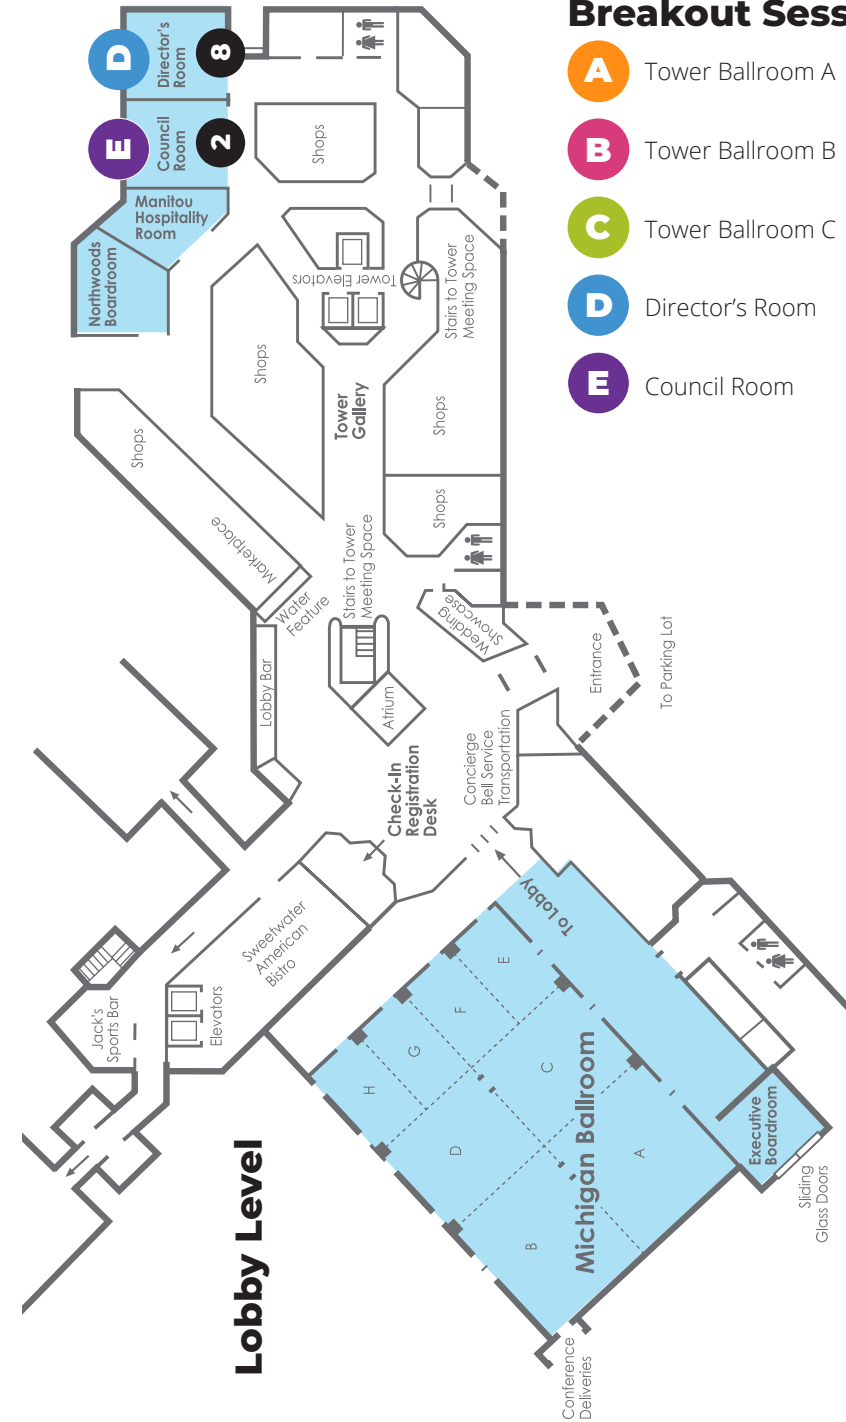 Breakout Sess
A
Tower Ballroom A
B
Tower Ballroom B
C
Tower Ballroom C
D
Director’s Room
E
Council Room
D
Director's
Room
8
E
Council
Room
2
Manitou
Hospitality
Room
Northwoods
Boardroom
Shops
Tower Elevators
Stairs to Tower
Meeting Space
Shops
Tower
Gallery
Shops
Shops
Shops
Marketplace
Water
Feature
Stairs to Tower
Meeting Space
Wedding
Showcase
Entrance
To Parking Lot
Lobby Bar
Atrium
Check-In
Registration
Desk
Concierge
Bell Service
Transportation
To Lobby
Sweetwater
American
Bistro
Elevators
Jack's
Sports Bar
E
F
G
H
C
D
A
B
Michigan Ballroom
Executive
Boardroom
Sliding
Glass Doors
Conference
Deliveries
Lobby Level